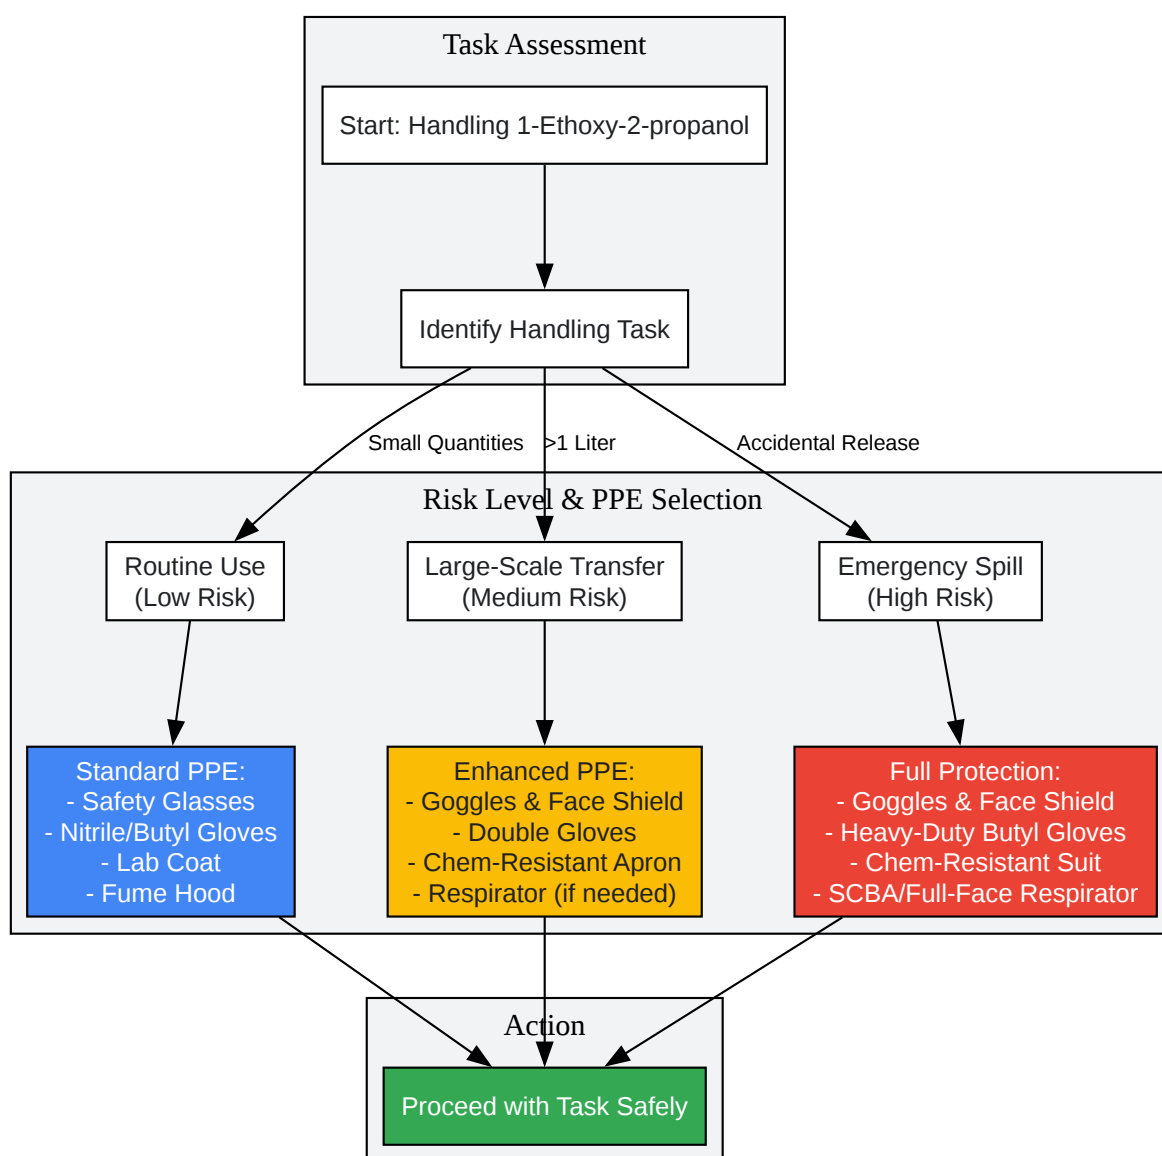 Task Assessment
Start: Handling 1-Ethoxy-2-propanol
Identify Handling Task
Small Quantities
>1 Liter
Accidental Release
Risk Level & PPE Selection
Routine Use
(Low Risk)
Large-Scale Transfer
(Medium Risk)
Emergency Spill
(High Risk)
Standard PPE:
- Safety Glasses
- Nitrile/Butyl Gloves
- Lab Coat
- Fume Hood
Enhanced PPE:
- Goggles & Face Shield
- Double Gloves
- Chem-Resistant Apron
- Respirator (if needed)
Full Protection:
- Goggles & Face Shield
- Heavy-Duty Butyl Gloves
- Chem-Resistant Suit
- SCBA/Full-Face Respirator
Action
Proceed with Task Safely